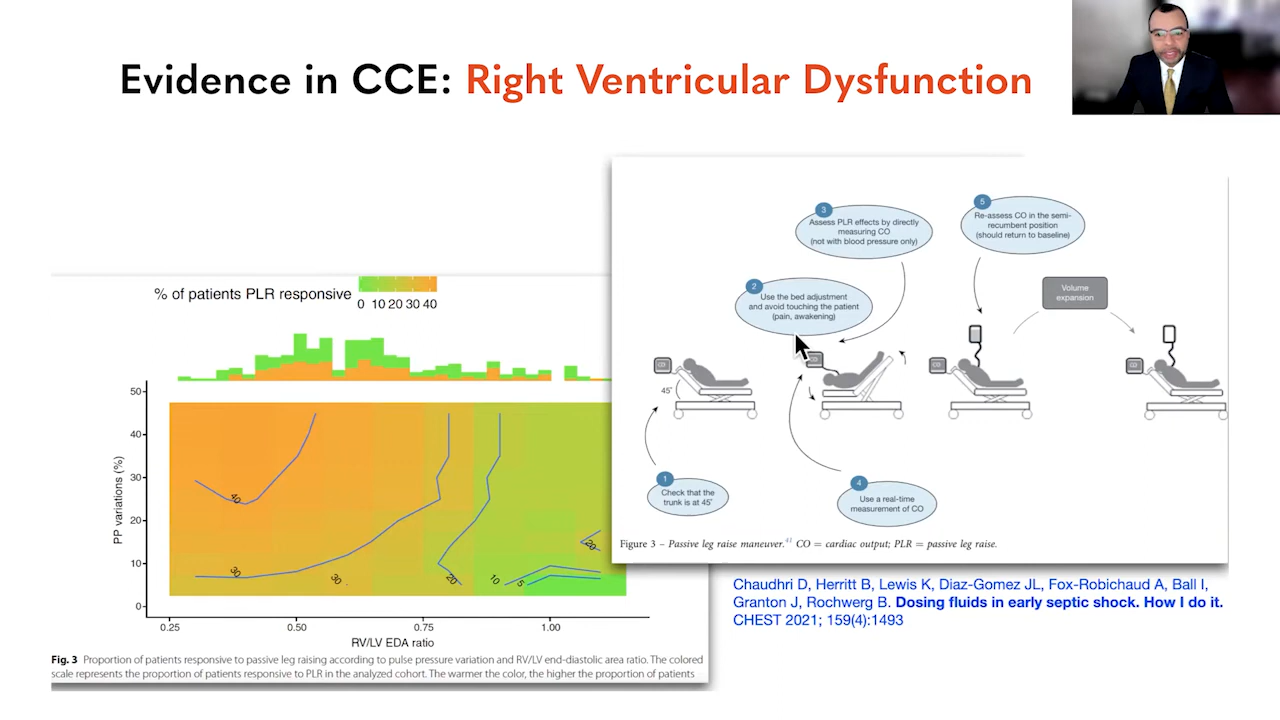 Evidence in CCE: Right Ventricular Dysfunction
% of patients PLR responsive
0 10 20 30 40
50
40
30
20
10
0
PP variations (%)
40
30
30
20
10
5
20
0.25 0.50 0.75 1.00
RV/LV EDA ratio
Fig. 3 Proportion of patients responsive to passive leg raising according to pulse pressure variation and RV/LV end-diastolic area ratio. The colored
scale represents the proportion of patients responsive to PLR in the analyzed cohort. The warmer the color, the higher the proportion of patients
3
Assess PLR effects by directly
measuring CO
(not with blood pressure only)
5
Re-assess CO in the semi-
recumbent position
(should return to baseline)
2
Use the bed adjustment
and avoid touching the patient
(pain, awakening)
Volume
expansion
CO
CO
CO
CO
45°
1
Check that the
trunk is at 45°
4
Use a real-time
measurement of CO
Figure 3 – Passive leg raise maneuver.41 CO = cardiac output; PLR = passive leg raise.
Chaudhri D, Herritt B, Lewis K, Diaz-Gomez JL, Fox-Robichaud A, Ball I,
Granton J, Rochwerg B. Dosing fluids in early septic shock. How I do it.
CHEST 2021; 159(4):1493